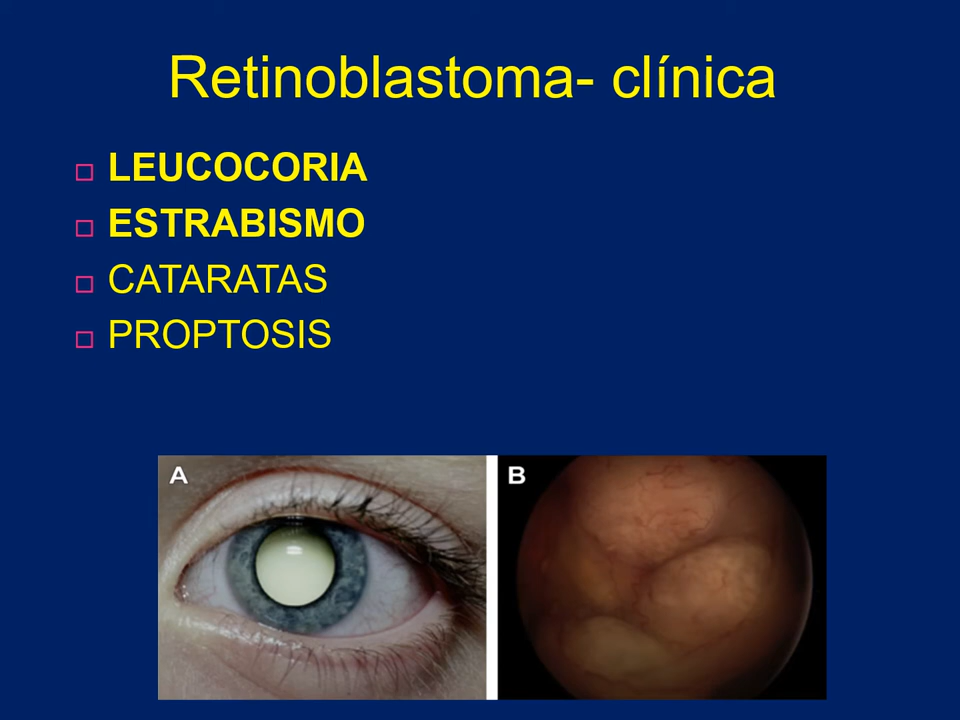 Retinoblastoma- clínica
LEUCOCORIA
ESTRABISMO
CATARATAS
PROPTOSIS
A
B